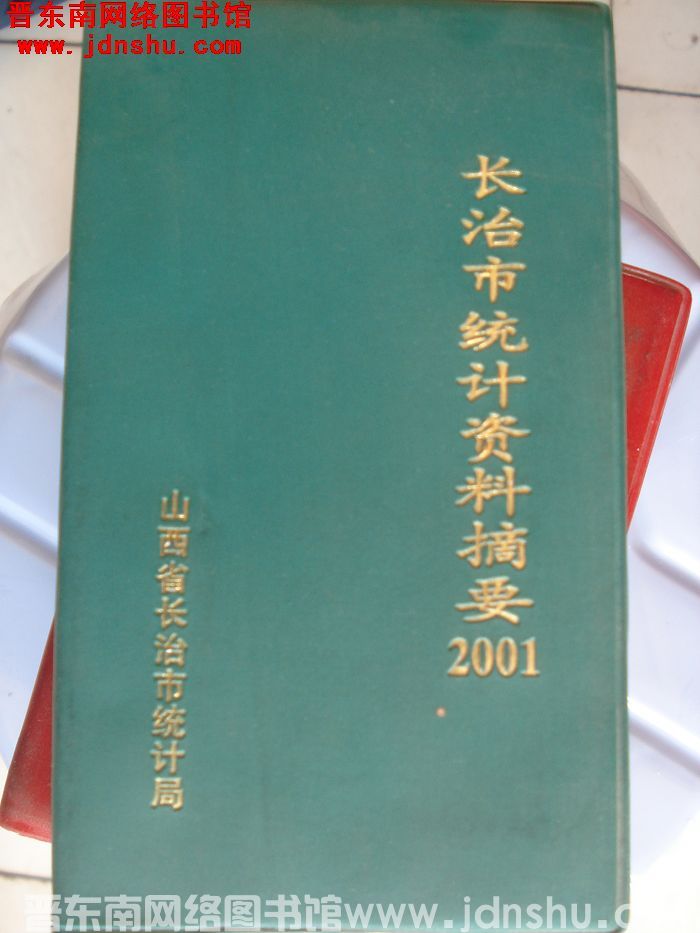 晋东南网络图书馆
www.jdnshu.com
长治市统计资料摘要
2001
山西省长治市统计局
晋东南网络图书馆www.jdnshu.com